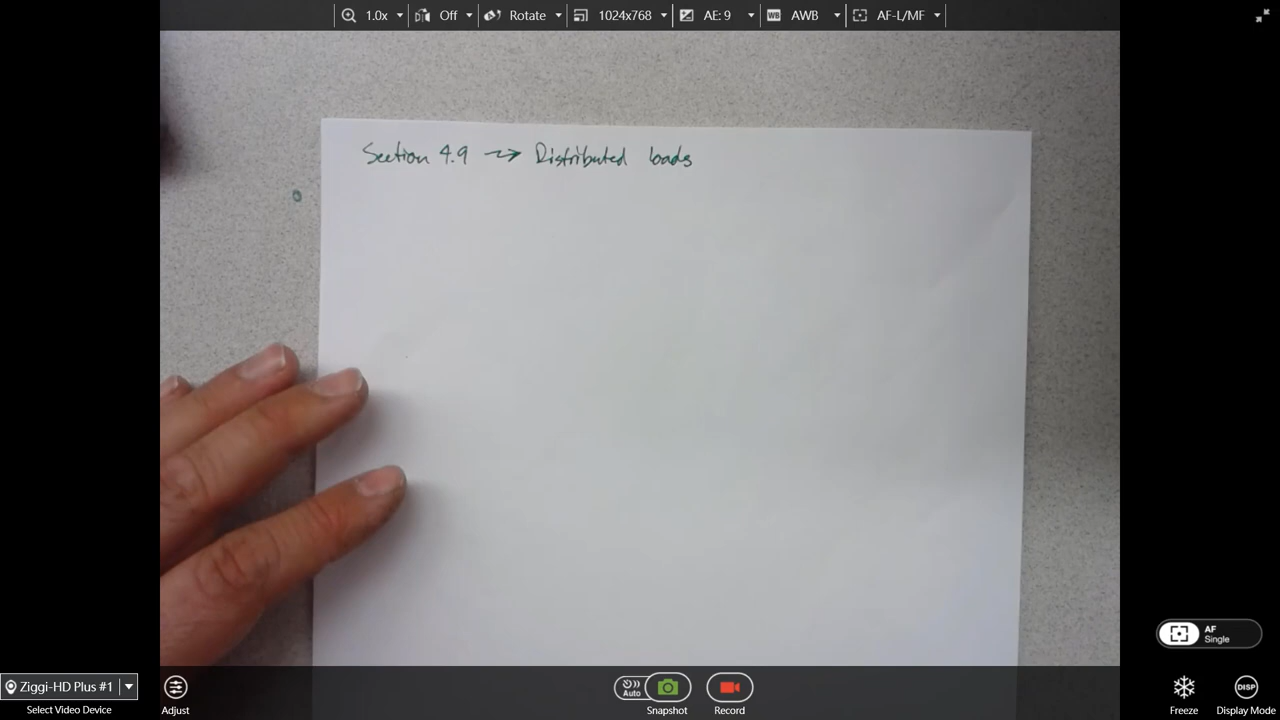 1.0x Off Rotate 1024x768 AE: 9 WB AWB AF-L/MF
Section 4.9 → Distributed loads
AF
Single
Ziggi-HD Plus #1
Select Video Device
Adjust
Auto
Snapshot
Record
Freeze
DISP
Display Mode